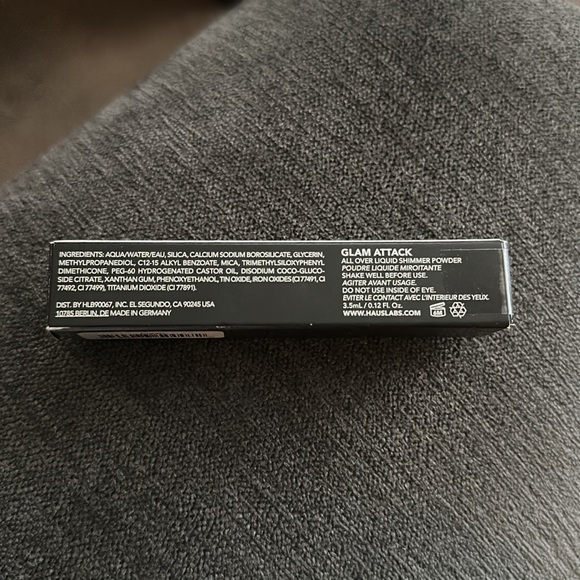 INGREDIENTS: AQUA/WATER/EAU, SILICA, CALCIUM SODIUM BOROSILICATE, GLYCERIN,
METHYLPROPANEDIOL, C12-15 ALKYL BENZOATE, MICA, TRIMETHYLSILOXYPHENYL
DIMETHICONE, PEG-60 HYDROGENATED CASTOR OIL, DISODIUM COCO-GLUCO-
SIDE CITRATE, XANTHAN GUM, PHENOXYETHANOL, TIN OXIDE, IRON OXIDES (CI 77491, CI
77492, CI 77499), TITANIUM DIOXIDE (CI 77891).
DIST. BY HLB90067, INC. EL SEGUNDO, CA 90245 USA
10785 BERLIN, DE MADE IN GERMANY
GLAM ATTACK
ALL OVER LIQUID SHIMMER POWDER
POUDRE LIQUIDE MIROITANTE
SHAKE WELL BEFORE USE.
AGITER AVANT USAGE.
DO NOT USE INSIDE OF EYE.
EVITER LE CONTACT AVEC L'INTERIEUR DES YEUX.
3.5mL / 0.12 Fl. Oz.
WWW.HAUSLABS.COM
6M